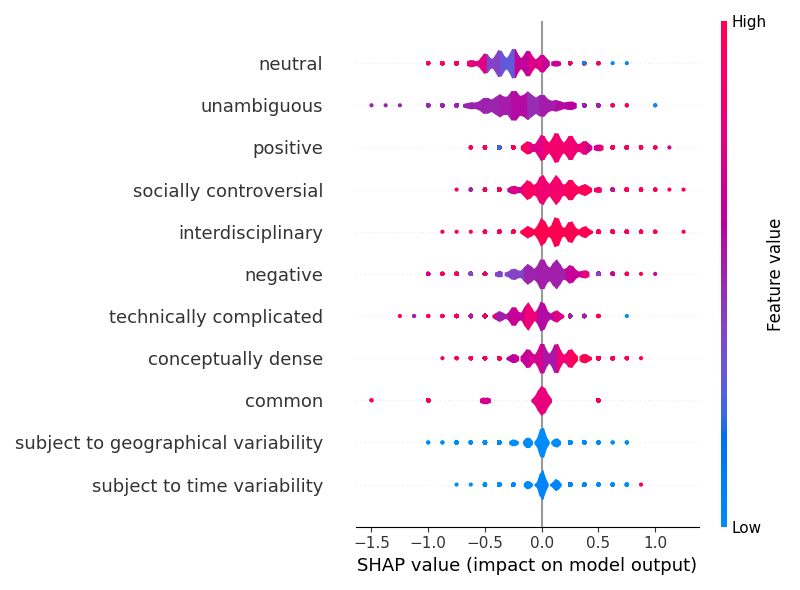 High
neutral
unambiguous
positive
socially controversial
interdisciplinary
negative
technically complicated
conceptually dense
common
subject to geographical variability
subject to time variability
Feature value
Low
−1.5 −1.0 −0.5 0.0 0.5 1.0
SHAP value (impact on model output)